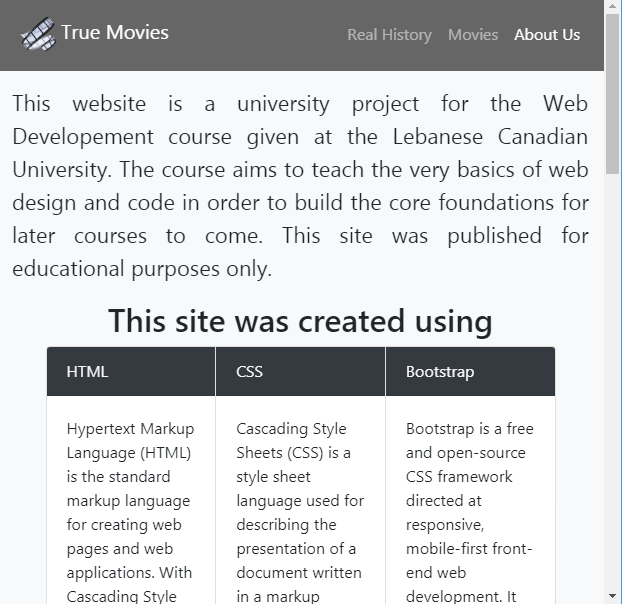 True Movies Real History Movies About Us
This website is a university project for the Web
Developement course given at the Lebanese Canadian
University. The course aims to teach the very basics of web
design and code in order to build the core foundations for
later courses to come. This site was published for
educational purposes only.
This site was created using
HTML
Hypertext Markup
Language (HTML)
is the standard
markup language
for creating web
pages and web
applications. With
Cascading Style
CSS
Cascading Style
Sheets (CSS) is a
style sheet
language used for
describing the
presentation of a
document written
in a markup
Bootstrap
Bootstrap is a free
and open-source
CSS framework
directed at
responsive,
mobile-first front-
end web
development. It